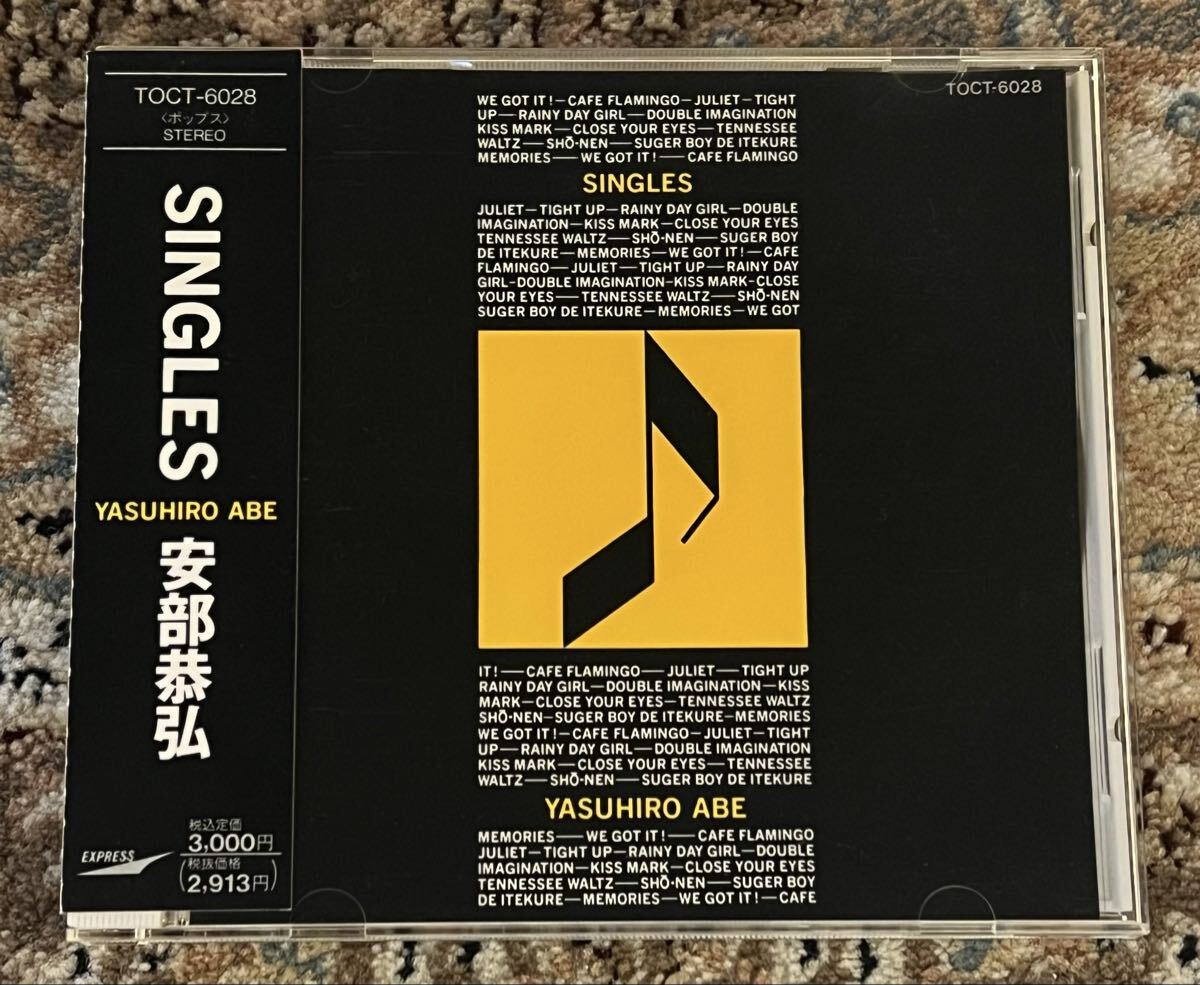 TOCT-6028
〈ポップス〉
STEREO
SINGLES
YASUHIRO ABE
安部恭弘
EXPRESS
税込定価
3,000円
(税抜価格
2,913円)
TOCT-6028
WE GOT IT!—CAFE FLAMINGO—JULIET—TIGHT
UP—RAINY DAY GIRL—DOUBLE IMAGINATION
KISS MARK—CLOSE YOUR EYES—TENNESSEE
WALTZ—SHŌ-NEN—SUGER BOY DE ITEKURE
MEMORIES—WE GOT IT!—CAFE FLAMINGO
SINGLES
JULIET—TIGHT UP—RAINY DAY GIRL—DOUBLE
IMAGINATION—KISS MARK—CLOSE YOUR EYES
TENNESSEE WALTZ—SHŌ-NEN—SUGER BOY
DE ITEKURE—MEMORIES—WE GOT IT!—CAFE
FLAMINGO—JULIET—TIGHT UP—RAINY DAY
GIRL-DOUBLE IMAGINATION-KISS MARK-CLOSE
YOUR EYES—TENNESSEE WALTZ—SHŌ-NEN
SUGER BOY DE ITEKURE—MEMORIES—WE GOT
IT!—CAFE FLAMINGO—JULIET—TIGHT UP
RAINY DAY GIRL—DOUBLE IMAGINATION—KISS
MARK—CLOSE YOUR EYES—TENNESSEE WALTZ
SHŌ-NEN—SUGER BOY DE ITEKURE—MEMORIES
WE GOT IT!—CAFE FLAMINGO—JULIET—TIGHT
UP—RAINY DAY GIRL—DOUBLE IMAGINATION
KISS MARK—CLOSE YOUR EYES—TENNESSEE
WALTZ—SHŌ-NEN—SUGER BOY DE ITEKURE
YASUHIRO ABE
MEMORIES—WE GOT IT!—CAFE FLAMINGO
JULIET—TIGHT UP—RAINY DAY GIRL—DOUBLE
IMAGINATION—KISS MARK—CLOSE YOUR EYES
TENNESSEE WALTZ—SHŌ-NEN—SUGER BOY
DE ITEKURE—MEMORIES—WE GOT IT!—CAFE